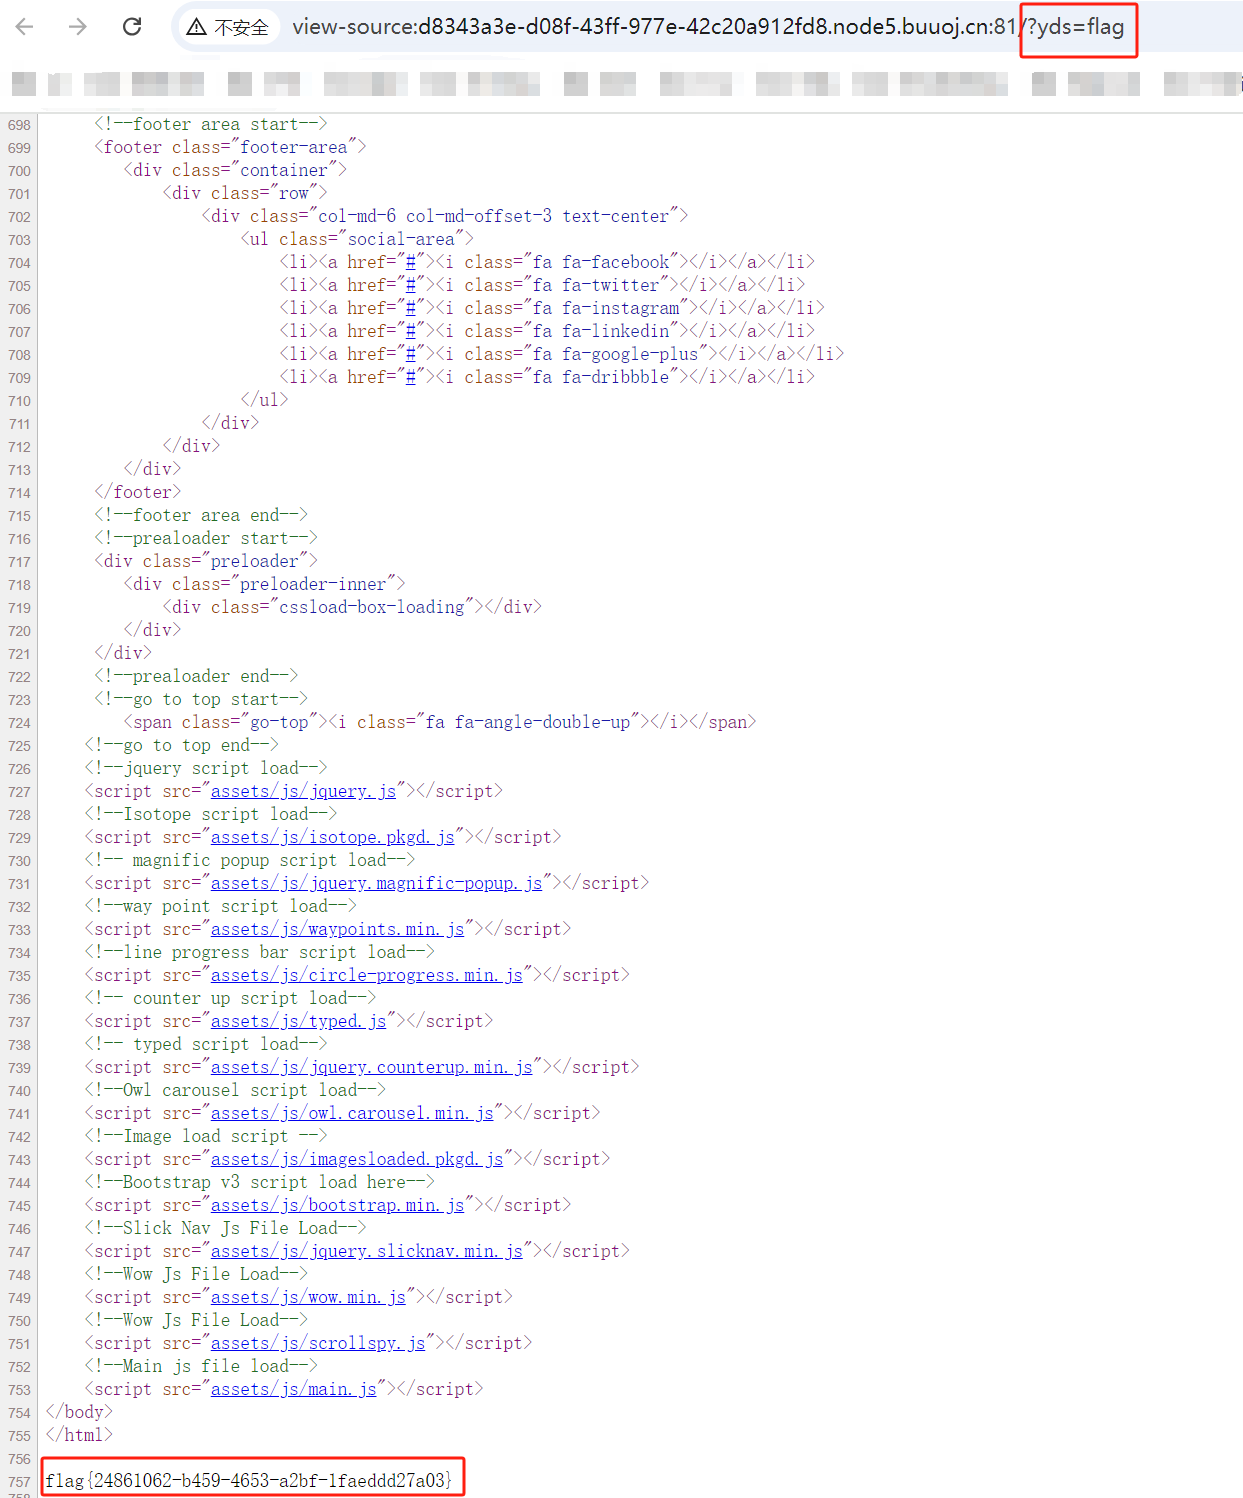 不安全 view-source:d8343a3e-d08f-43ff-977e-42c20a912fd8.node5.buuoj.cn:81/?yds=flag
698 <!--footer area start-->
699 <footer class="footer-area">
700 <div class="container">
701 <div class="row">
702 <div class="col-md-6 col-md-offset-3 text-center">
703 <ul class="social-area">
704 <li><a href="#"><i class="fa fa-facebook"></i></a></li>
705 <li><a href="#"><i class="fa fa-twitter"></i></a></li>
706 <li><a href="#"><i class="fa fa-instagram"></i></a></li>
707 <li><a href="#"><i class="fa fa-linkedin"></i></a></li>
708 <li><a href="#"><i class="fa fa-google-plus"></i></a></li>
709 <li><a href="#"><i class="fa fa-dribbble"></i></a></li>
710 </ul>
711 </div>
712 </div>
713 </div>
714 </footer>
715 <!--footer area end-->
716 <!--prealoader start-->
717 <div class="preloader">
718 <div class="preloader-inner">
719 <div class="cssload-box-loading"></div>
720 </div>
721 </div>
722 <!--prealoader end-->
723 <!--go to top start-->
724 <span class="go-top"><i class="fa fa-angle-double-up"></i></span>
725 <!--go to top end-->
726 <!--jquery script load-->
727 <script src="assets/js/jquery.js"></script>
728 <!--Isotope script load-->
729 <script src="assets/js/isotope.pkgd.js"></script>
730 <!-- magnific popup script load-->
731 <script src="assets/js/jquery.magnific-popup.js"></script>
732 <!--way point script load-->
733 <script src="assets/js/waypoints.min.js"></script>
734 <!--line progress bar script load-->
735 <script src="assets/js/circle-progress.min.js"></script>
736 <!-- counter up script load-->
737 <script src="assets/js/typed.js"></script>
738 <!-- typed script load-->
739 <script src="assets/js/jquery.counterup.min.js"></script>
740 <!--Owl carousel script load-->
741 <script src="assets/js/owl.carousel.min.js"></script>
742 <!--Image load script -->
743 <script src="assets/js/imagesloaded.pkgd.js"></script>
744 <!--Bootstrap v3 script load here-->
745 <script src="assets/js/bootstrap.min.js"></script>
746 <!--Slick Nav Js File Load-->
747 <script src="assets/js/jquery.slicknav.min.js"></script>
748 <!--Wow Js File Load-->
749 <script src="assets/js/wow.min.js"></script>
750 <!--Wow Js File Load-->
751 <script src="assets/js/scrollspy.js"></script>
752 <!--Main js file load-->
753 <script src="assets/js/main.js"></script>
754 </body>
755 </html>
756
757 flag{24861062-b459-4653-a2bf-1faeddd27a03}